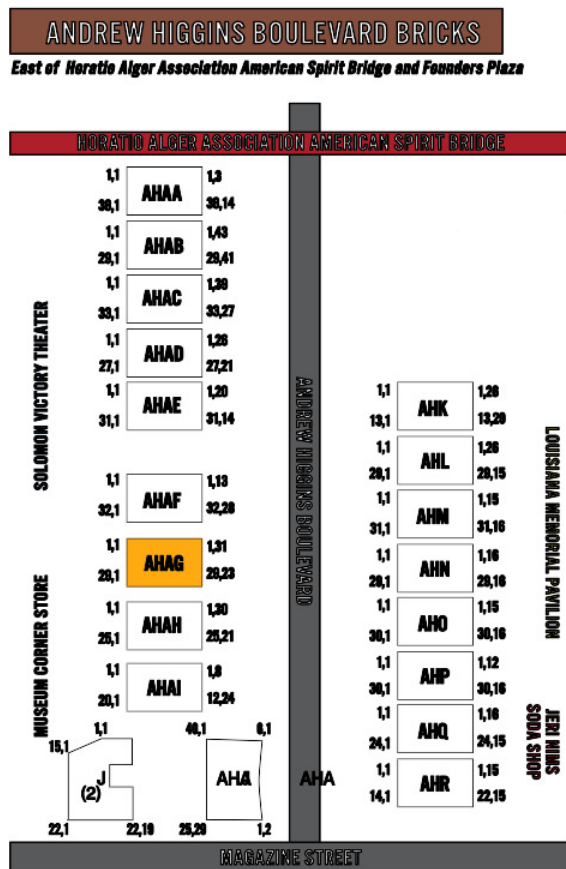 ANDREW HIGGINS BOULEVARD BRICKS
East of Horatio Alger Association American Spirit Bridge and Founders Plaza
HORATIO ALGER ASSOCIATION AMERICAN SPIRIT BRIDGE
SOLOMON VICTORY THEATER
MUSEUM CORNER STORE
1,1 AHAA 1,3
38,1 38,14
1,1 AHAB 1,43
29,1 29,41
1,1 AHAC 1,39
33,1 33,27
1,1 AHAD 1,26
27,1 27,21
1,1 AHAE 1,20
31,1 31,14
1,1 AHAF 1,13
32,1 32,28
1,1 AHAG 1,31
29,1 29,23
1,1 AHAH 1,30
25,1 25,21
1,1 AHAI 1,8
20,1 12,24
1,1
15,1
J
(2)
22,1 22,19
40,1 6,1
25,29 1,2
ANDREW HIGGINS BOULEVARD
AHA
1,1 AHK 1,26
13,1 13,29
1,1 AHL 1,26
29,1 29,15
1,1 AHM 1,15
31,1 31,16
1,1 AHN 1,16
29,1 29,16
1,1 AHO 1,15
30,1 30,16
1,1 AHP 1,12
30,1 30,16
1,1 AHQ 1,16
24,1 24,15
1,1 AHR 1,15
14,1 22,15
LOUISIANA MEMORIAL PAVILION
JERI NIMS
SODA SHOP
MAGAZINE STREET